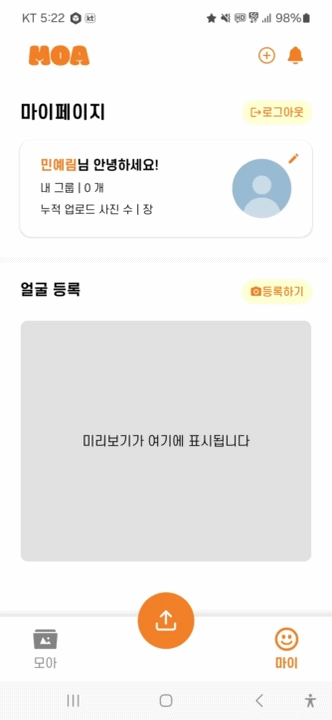 KT 5:22 kt 98%
MOA
마이페이지
로그아웃
민예림님 안녕하세요!
내 그룹 | 0 개
누적 업로드 사진 수 | 장
얼굴 등록
등록하기
미리보기가 여기에 표시됩니다
모아
마이